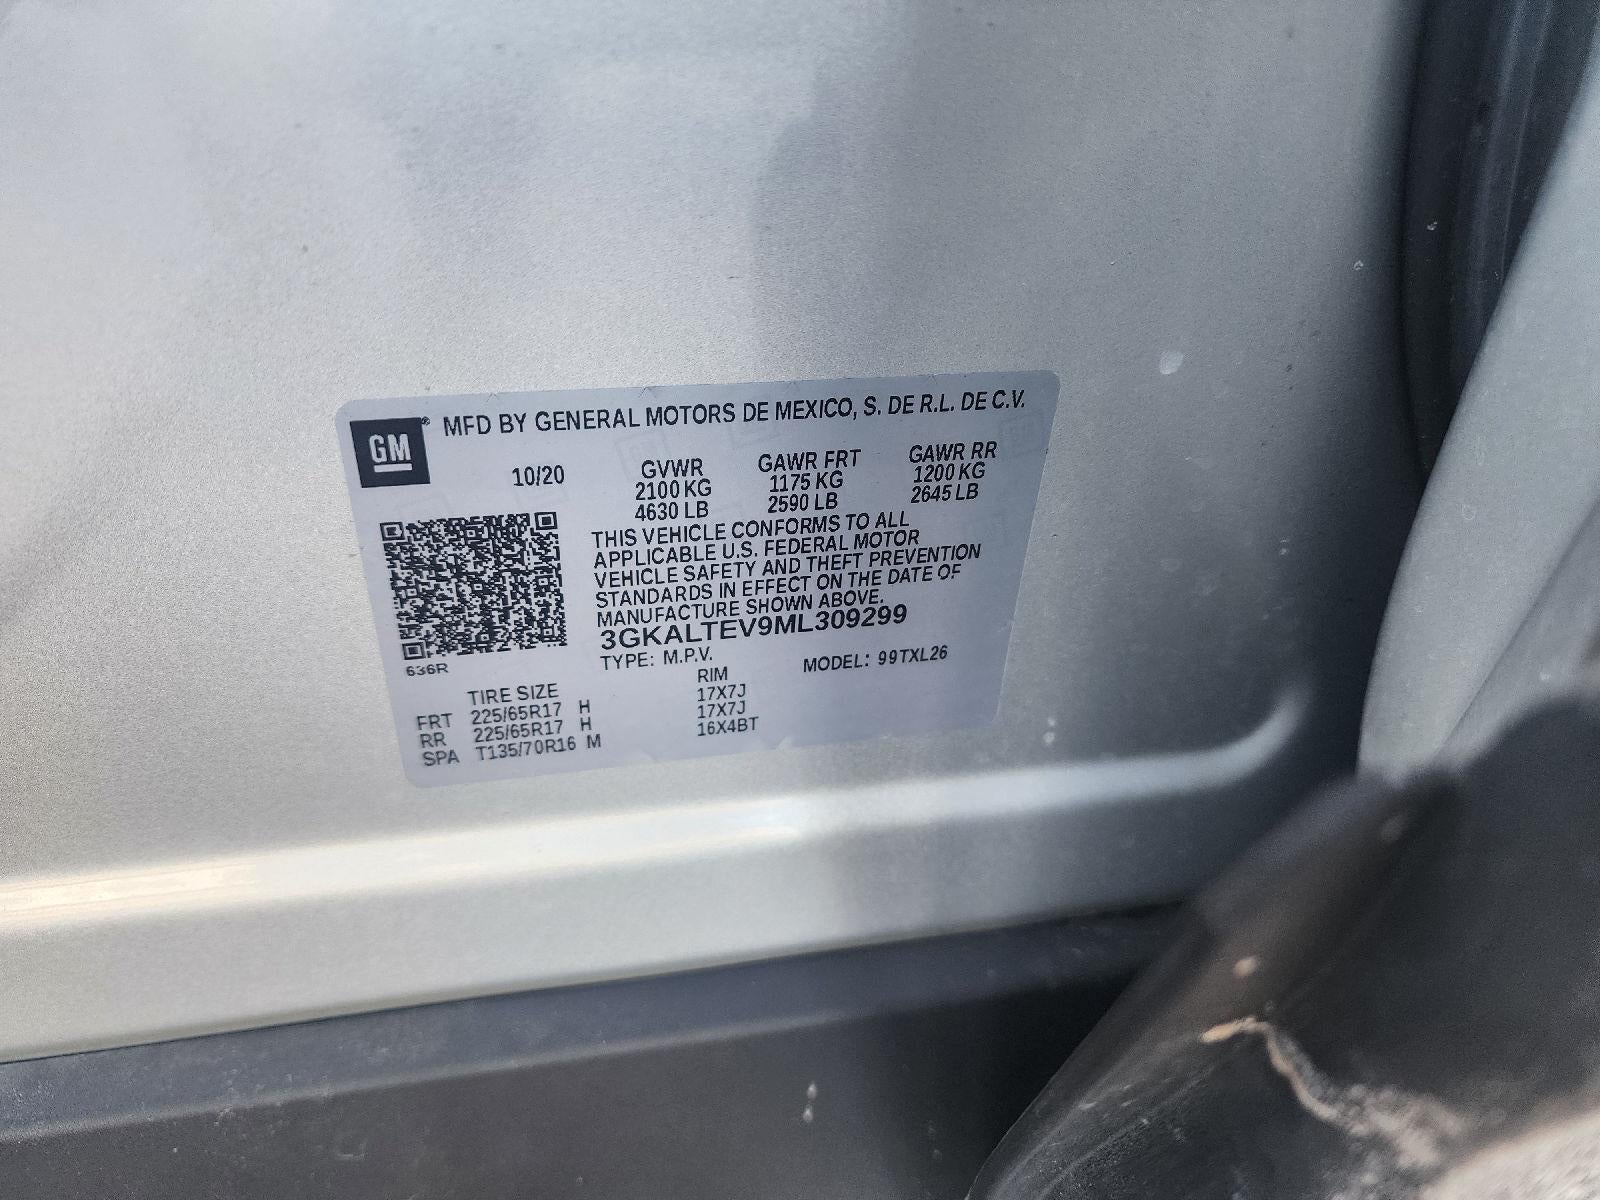 GM® MFD BY GENERAL MOTORS DE MEXICO, S. DE R.L. DE C.V.
10/20 GVWR GAWR FRT GAWR RR
2100 KG 1175 KG 1200 KG
4630 LB 2590 LB 2645 LB
THIS VEHICLE CONFORMS TO ALL
APPLICABLE U.S. FEDERAL MOTOR
VEHICLE SAFETY AND THEFT PREVENTION
STANDARDS IN EFFECT ON THE DATE OF
MANUFACTURE SHOWN ABOVE.
3GKALTEV9ML309299
636R TYPE: M.P.V. MODEL: 99TXL26
TIRE SIZE RIM
FRT 225/65R17 H 17X7J
RR 225/65R17 H 17X7J
SPA T135/70R16 M 16X4BT